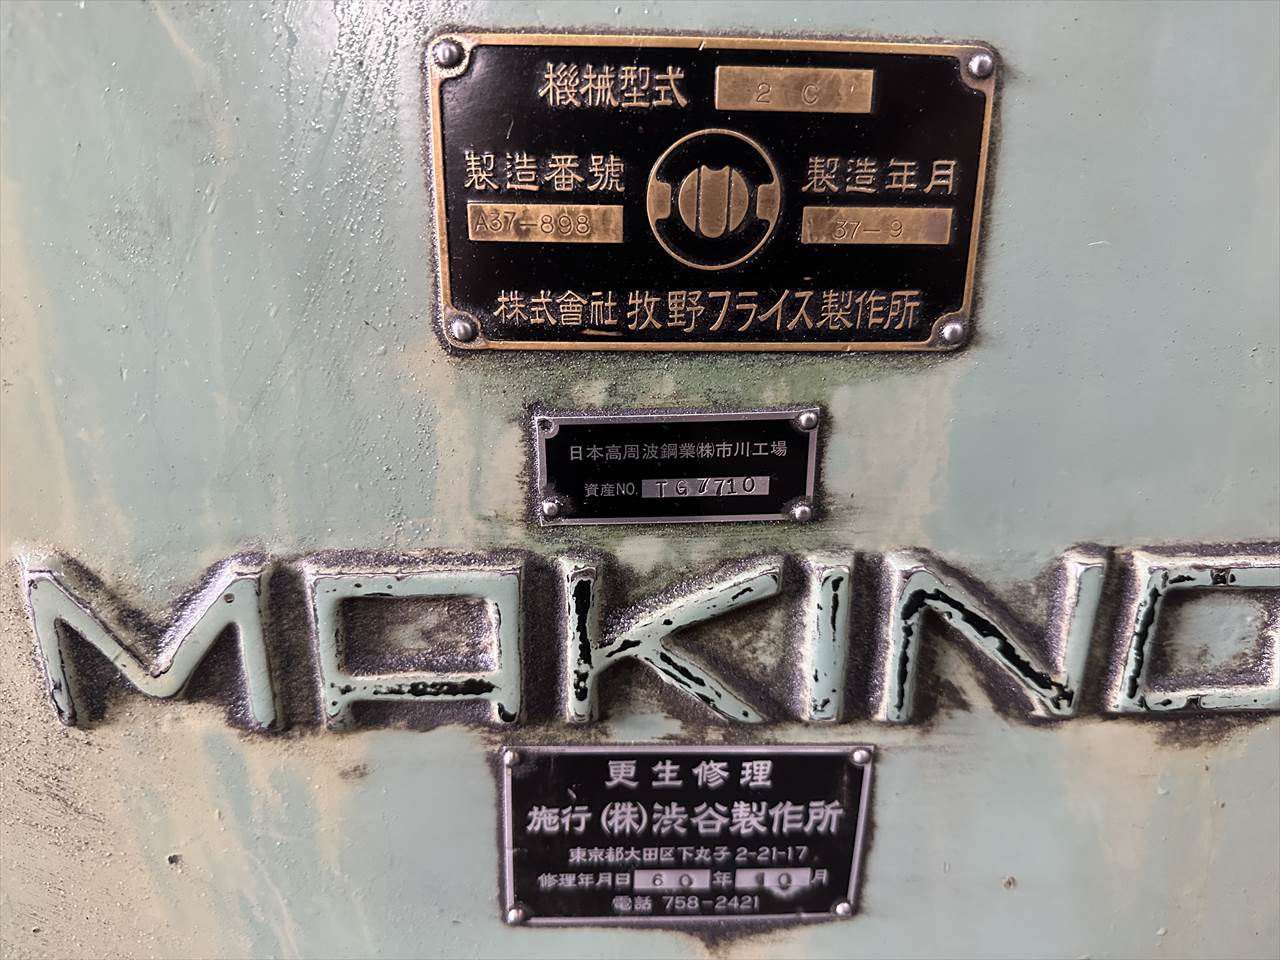 機械型式 2 C
製造番號 製造年月
A37-898 37-9
株式會社 牧野フライス製作所
日本高周波鋼業㈱市川工場
資産NO. TG7710
MAKINO
更生修理
施行 (株) 渋谷製作所
東京都大田区下丸子2-21-17
修理年月日 60 年 10 月
電話 758-2421